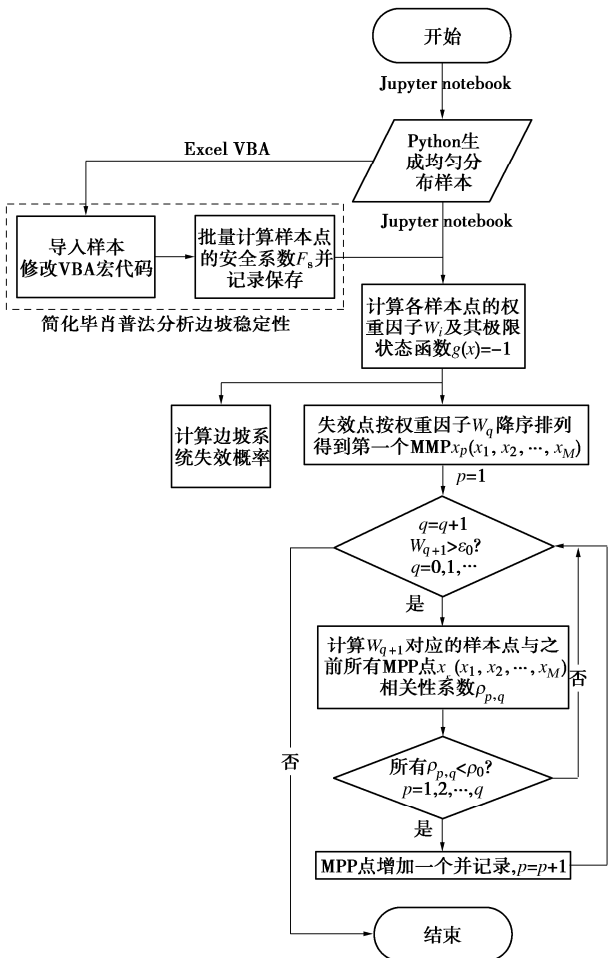 开始
Jupyter notebook
Python生
成均匀分
布样本
Excel VBA
Jupyter notebook
导入样本
修改VBA宏代码
批量计算样本点
的安全系数Fs并
记录保存
简化毕肖普法分析边坡稳定性
计算各样本点的权
重因子Wi及其极限
状态函数g(x)=-1
计算边坡系
统失效概率
失效点按权重因子Wq降序排列
得到第一个MMPxp(x1, x2, ···, xM)
p=1
q=q+1
Wq+1>ε0?
q=0,1,···
是
计算Wq+1对应的样本点与之
前所有MPP点xs(x1, x2, ···, xM)
相关性系数ρp,q
否
所有ρp,q<ρ0?
p=1,2,···,q
否
是
MPP点增加一个并记录,p=p+1
结束